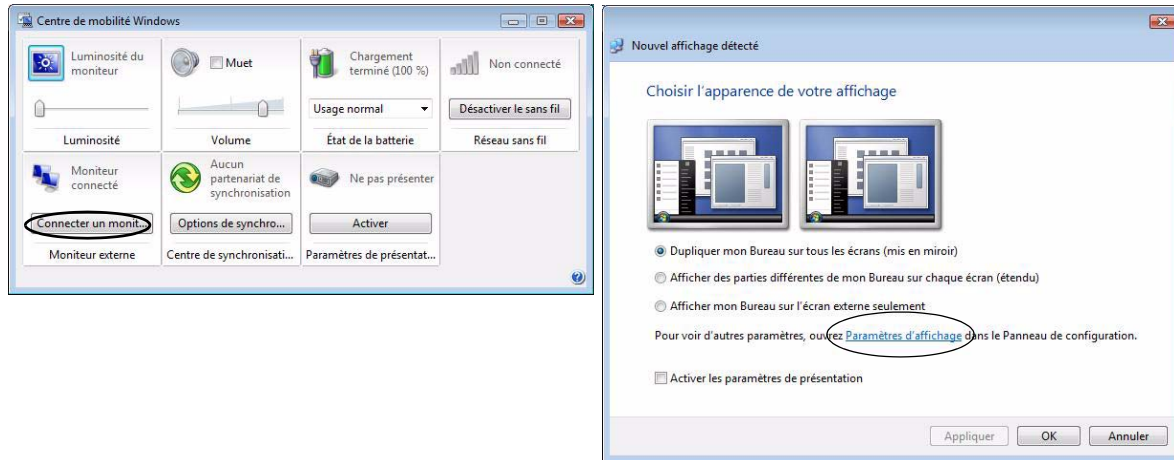 Centre de mobilité Windows
Luminosité du
moniteur
Luminosité
Muet
Volume
Chargement
terminé (100 %)
Usage normal
État de la batterie
Non connecté
Désactiver le sans fil
Réseau sans fil
Moniteur
connecté
Connecter un monit...
Moniteur externe
Aucun
partenariat de
synchronisation
Options de synchro...
Centre de synchronisati...
Ne pas présenter
Activer
Paramètres de présentat...
Nouvel affichage détecté
Choisir l'apparence de votre affichage
Dupliquer mon Bureau sur tous les écrans (mis en miroir)
Afficher des parties différentes de mon Bureau sur chaque écran (étendu)
Afficher mon Bureau sur l'écran externe seulement
Pour voir d'autres paramètres, ouvrez Paramètres d'affichage dans le Panneau de configuration.
Activer les paramètres de présentation
Appliquer
OK
Annuler